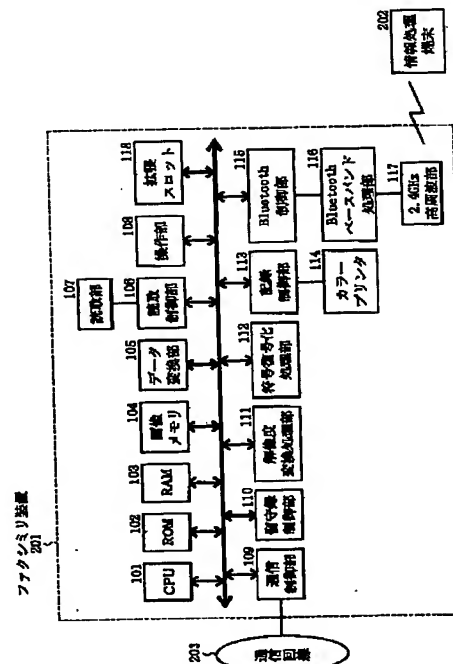 ファクシミリ装置
201
101
CPU
102
ROM
103
RAM
104
画像
メモリ
105
データ
変換部
106
読取
制御部
107
読取部
108
操作部
118
拡張
スロット
109
通信
制御部
110
留守録
制御部
111
解像度
変換処理部
112
符号復号化
処理部
113
記録
制御部
114
カラー
プリンタ
115
Bluetooth
制御部
116
Bluetooth
ベースバンド
処理部
117
2.4GHz
高周波部
203
通信
回線
202
情報処理
端末